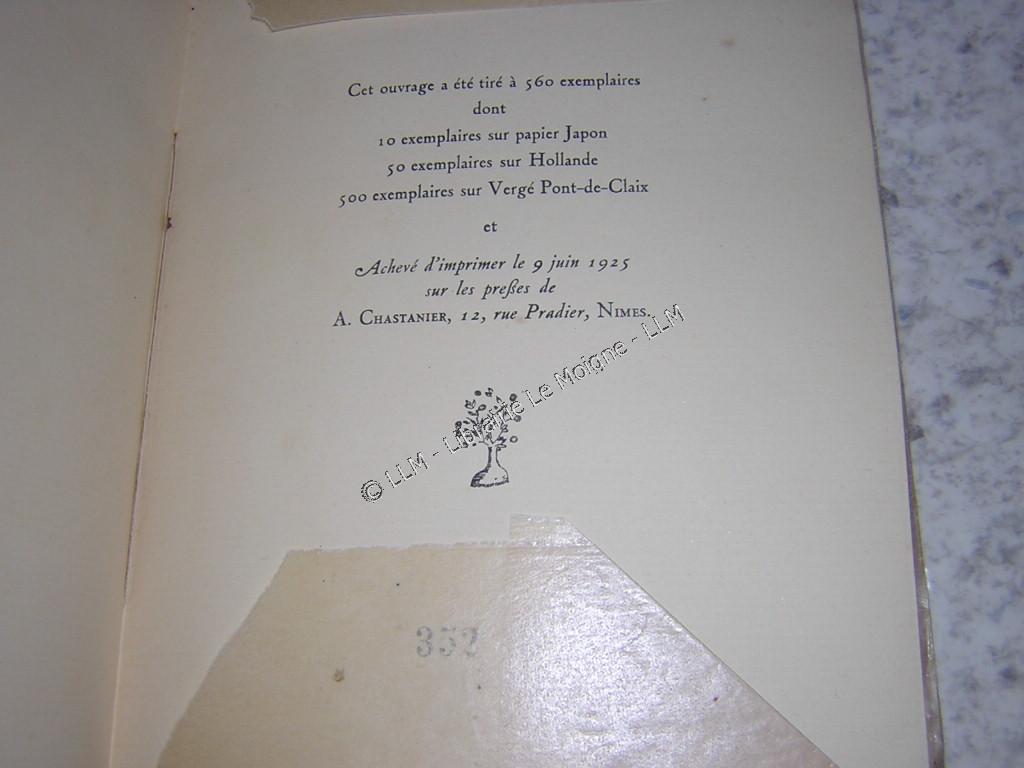 Cet ouvrage a été tiré à 560 exemplaires
dont
10 exemplaires sur papier Japon
50 exemplaires sur Hollande
500 exemplaires sur Vergé Pont-de-Claix
et
Achevé d'imprimer le 9 juin 1925
sur les preßes de
A. CHASTANIER, 12, rue Pradier, NIMES.
© LLM - Librairie Le Moigne - LLM
352